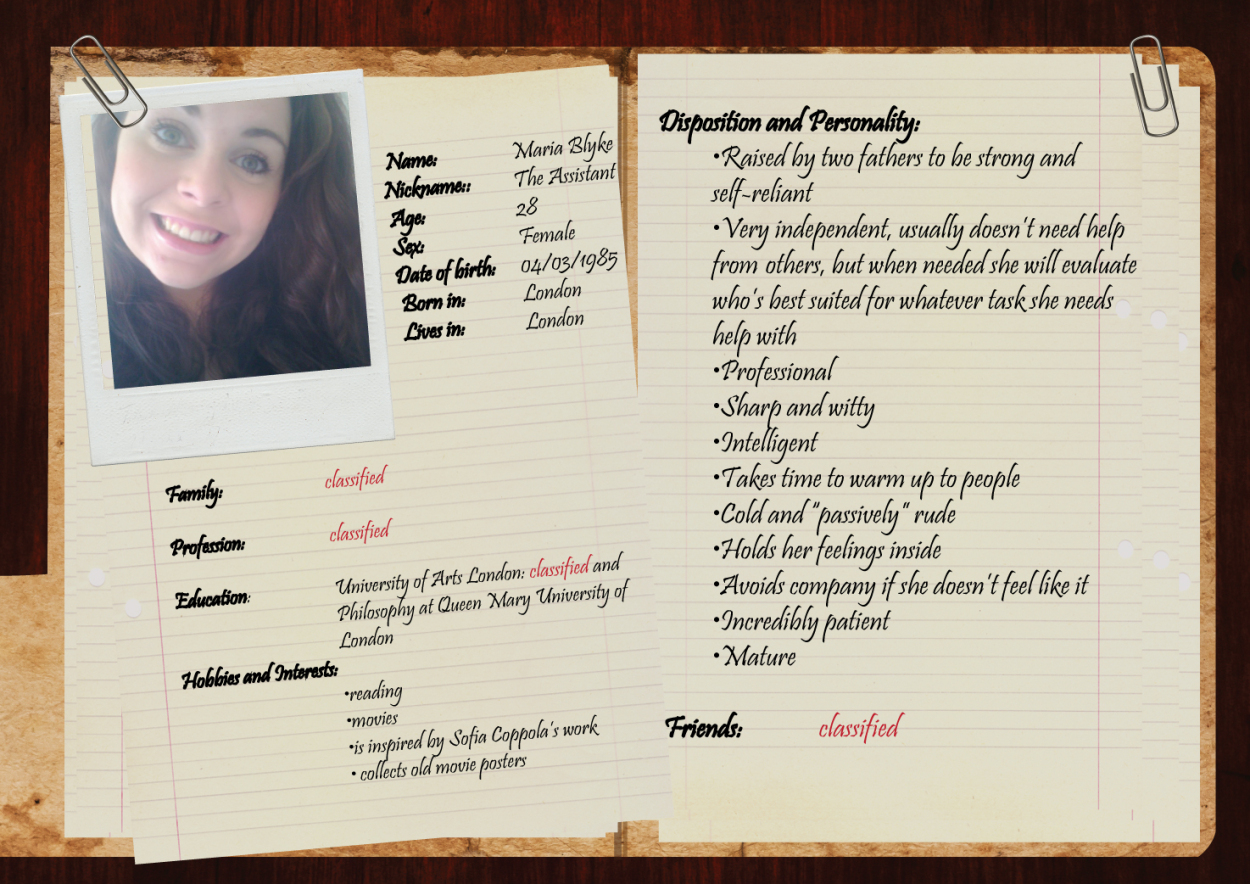 Name: Maria Blyke
Nickname:: The Assistant
Age: 28
Sex: Female
Date of birth: 04/03/1985
Born in: London
Lives in: London
Family: classified
Profession: classified
Education: University of Arts London: classified and
Philosophy at Queen Mary University of
London
Hobbies and Interests:
•reading
•movies
•is inspired by Sofia Coppola's work
• collects old movie posters
Disposition and Personality:
•Raised by two fathers to be strong and
self-reliant
•Very independent, usually doesn't need help
from others, but when needed she will evaluate
who's best suited for whatever task she needs
help with
•Professional
•Sharp and witty
•Intelligent
•Takes time to warm up to people
•Cold and "passively" rude
•Holds her feelings inside
•Avoids company if she doesn't feel like it
•Incredibly patient
•Mature
Friends: classified